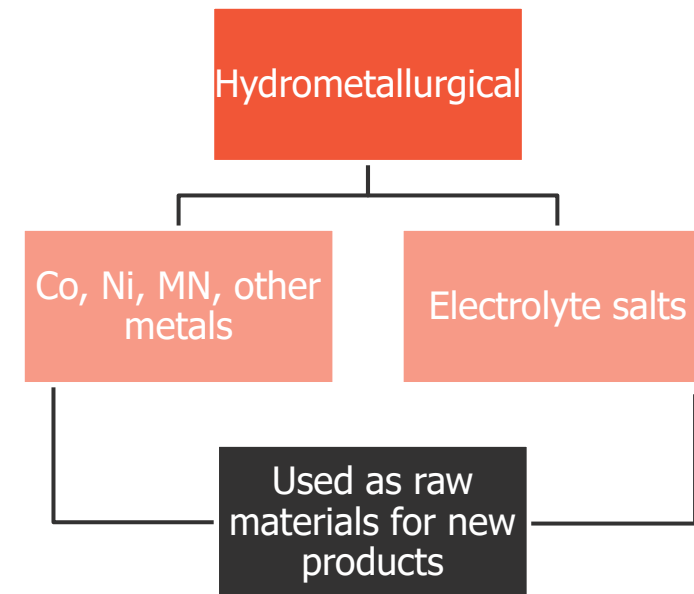 Hydrometallurgical
Co, Ni, MN, other
metals
Electrolyte salts
Used as raw
materials for new
products